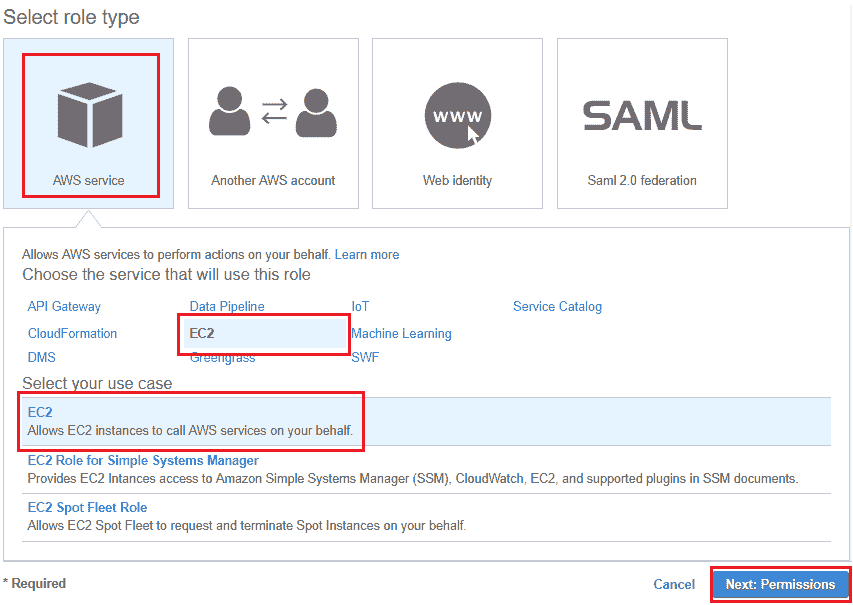 Select role type
www
SAML
AWS service
Another AWS account
Web identity
Saml 2.0 federation
Allows AWS services to perform actions on your behalf. Learn more
Choose the service that will use this role
API Gateway Data Pipeline IoT Service Catalog
CloudFormation EC2 Machine Learning
DMS Greengrass SWF
Select your use case
EC2
Allows EC2 instances to call AWS services on your behalf.
EC2 Role for Simple Systems Manager
Provides EC2 Intances access to Amazon Simple Systems Manager (SSM), CloudWatch, EC2, and supported plugins in SSM documents.
EC2 Spot Fleet Role
Allows EC2 Spot Fleet to request and terminate Spot Instances on your behalf.
* Required Cancel Next: Permissions